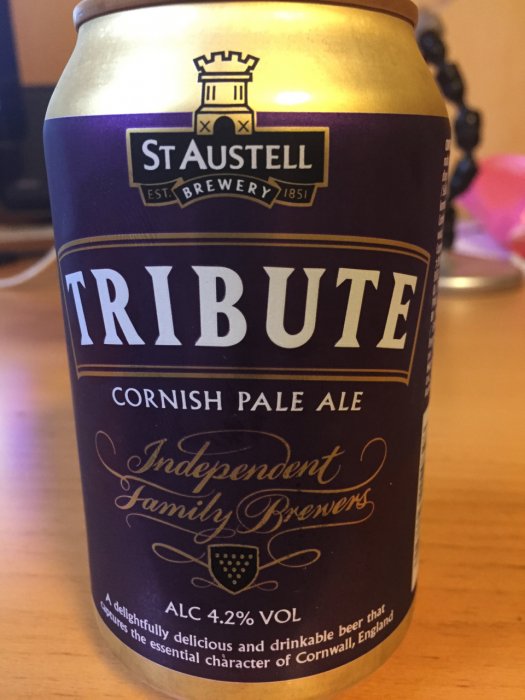 ST AUSTELL
EST. BREWERY 1851
TRIBUTE
CORNISH PALE ALE
Independent
Family Brewers
ALC 4.2% VOL
A delightfully delicious and drinkable beer that
captures the essential character of Cornwall, England